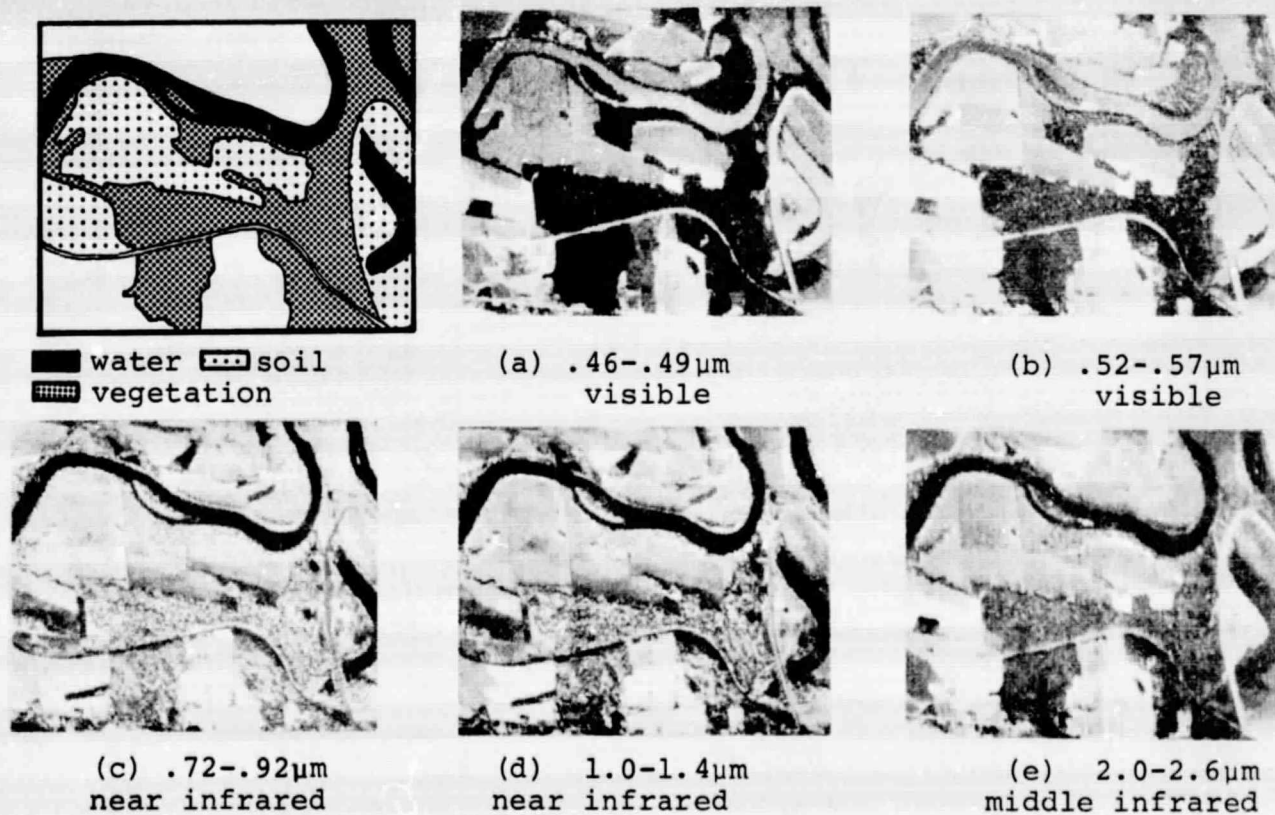 water soil
vegetation
(a) .46-.49μm
visible
(b) .52-.57μm
visible
(c) .72-.92μm
near infrared
(d) 1.0-1.4μm
near infrared
(e) 2.0-2.6μm
middle infrared